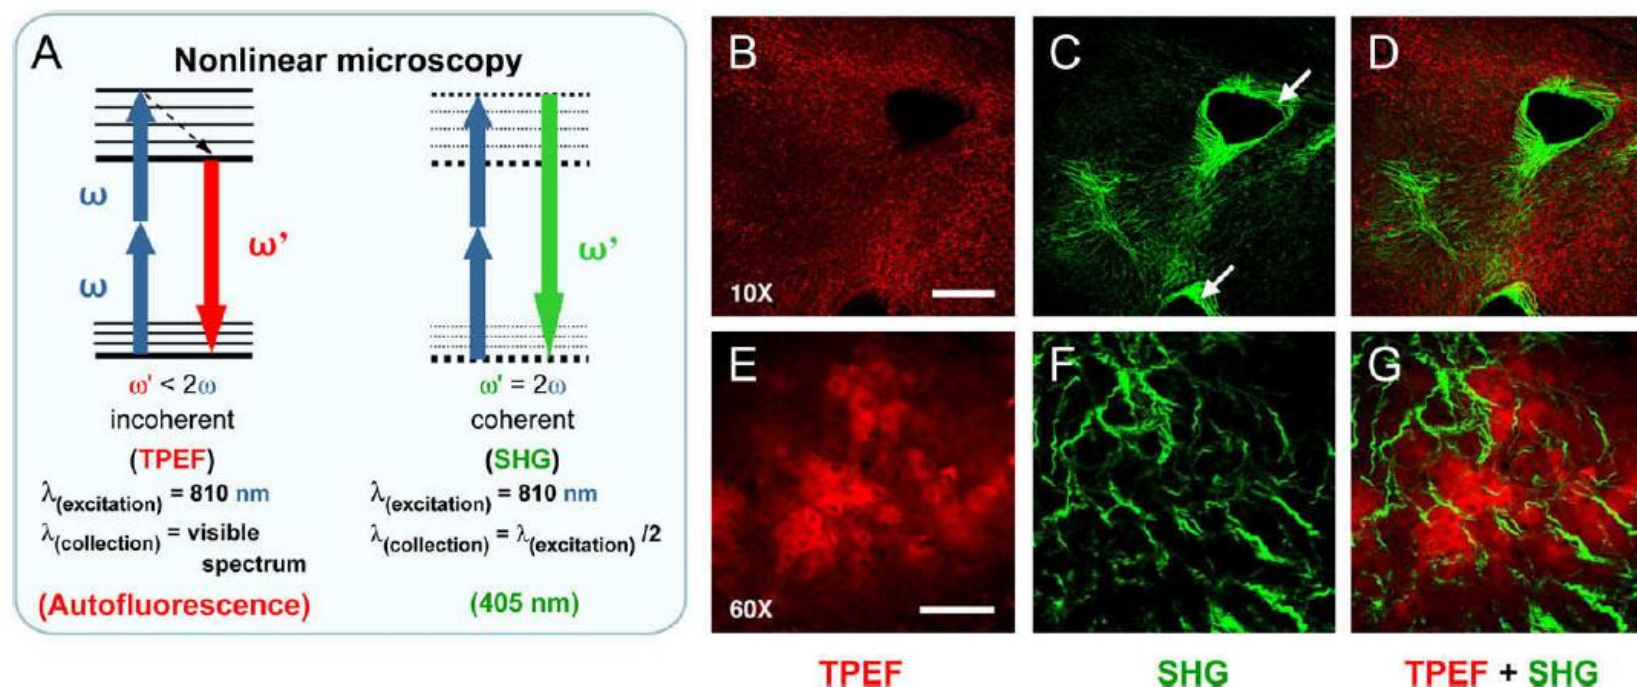 A
Nonlinear microscopy
ω
ω
ω’
ω’
ω' < 2ω
incoherent
(TPEF)
λ(excitation) = 810 nm
λ(collection) = visible
spectrum
(Autofluorescence)
ω' = 2ω
coherent
(SHG)
λ(excitation) = 810 nm
λ(collection) = λ(excitation) /2
(405 nm)
B
10X
C
D
E
60X
F
G
TPEF
SHG
TPEF + SHG